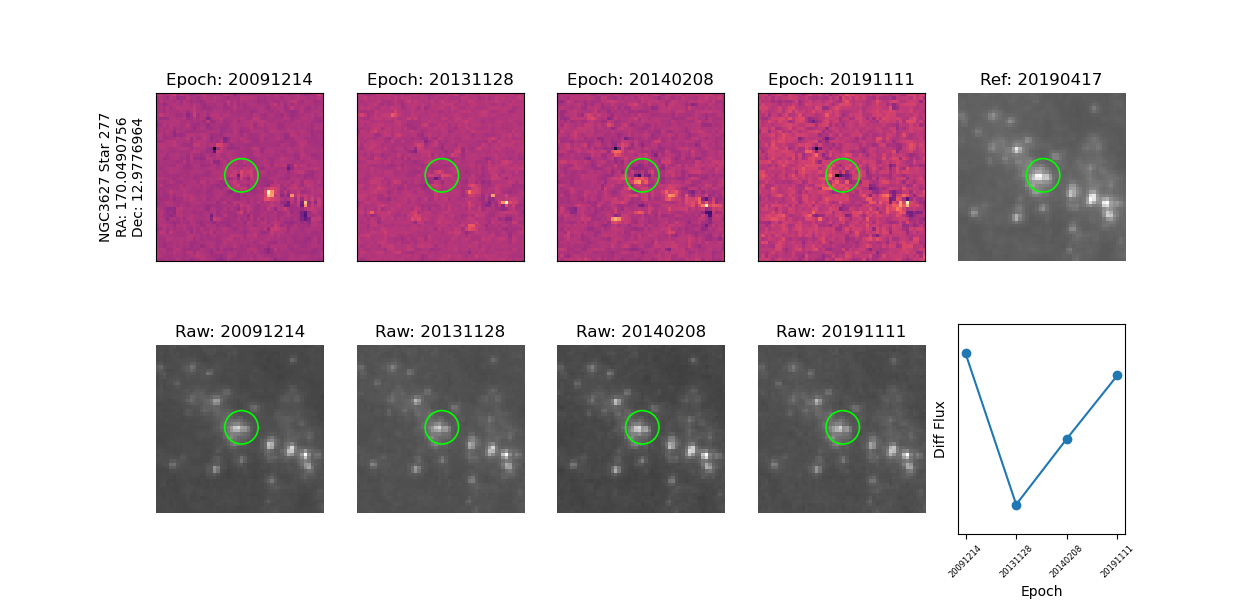 NGC3627 Star 277
RA: 170.0490756
Dec: 12.9776964
Epoch: 20091214
Epoch: 20131128
Epoch: 20140208
Epoch: 20191111
Ref: 20190417
Raw: 20091214
Raw: 20131128
Raw: 20140208
Raw: 20191111
Diff Flux
20091214
20131128
20140208
20191111
Epoch